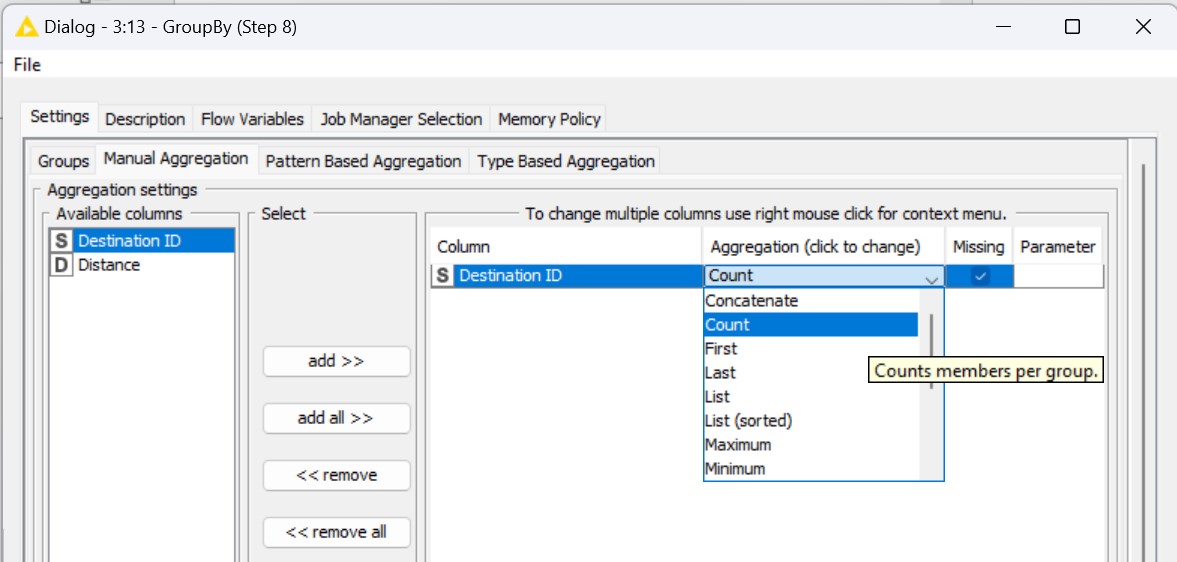 Dialog - 3:13 - GroupBy (Step 8)
File
Settings Description Flow Variables Job Manager Selection Memory Policy
Groups Manual Aggregation Pattern Based Aggregation Type Based Aggregation
Aggregation settings
Available columns Select To change multiple columns use right mouse click for context menu.
S Destination ID
D Distance
Column Aggregation (click to change) Missing Parameter
S Destination ID Count
Concatenate
Count
First
Last
List
List (sorted)
Maximum
Minimum
Counts members per group.
add >>
add all >>
<< remove
<< remove all